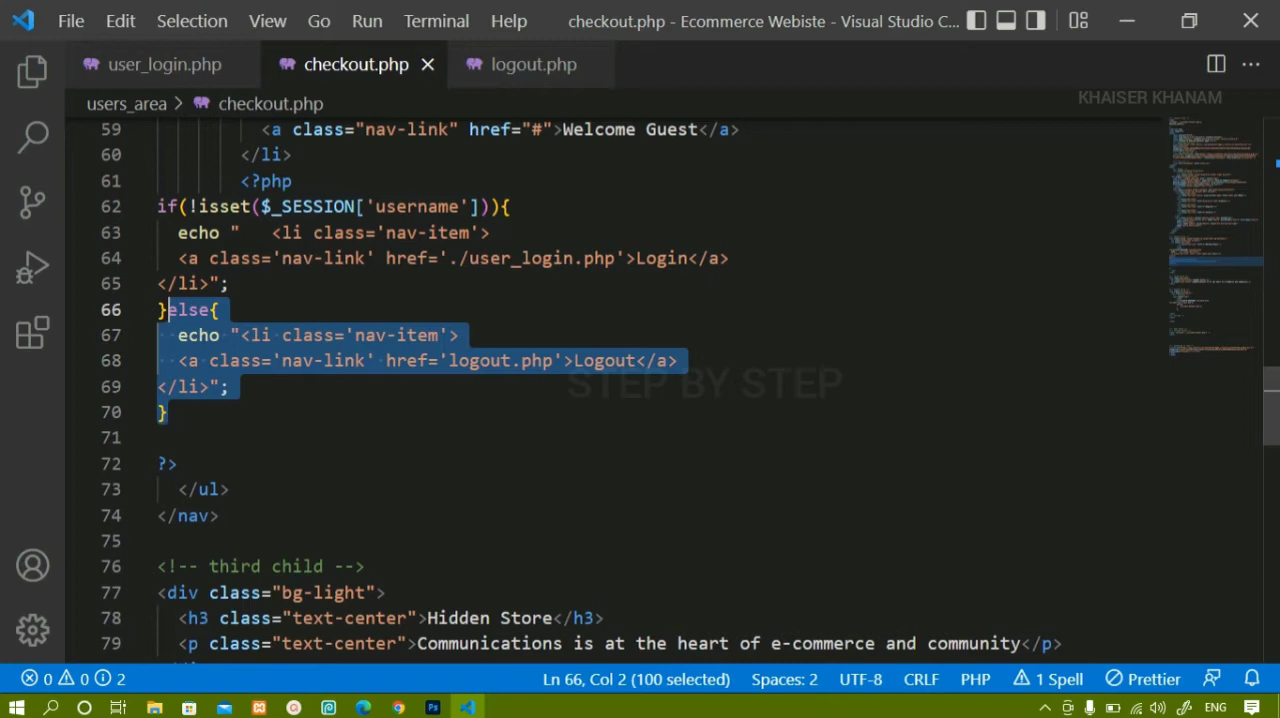 File Edit Selection View Go Run Terminal Help checkout.php - Ecommerce Webiste - Visual Studio C...
user_login.php checkout.php logout.php
users_area > checkout.php
KHAISER KHANAM
59 <a class="nav-link" href="#">Welcome Guest</a>
60 </li>
61 <?php
62 if(!isset($_SESSION['username'])){
63 echo "   <li class='nav-item'>
64 <a class='nav-link' href='./user_login.php'>Login</a>
65 </li>";
66 }else{
67 echo "<li class='nav-item'>
68 <a class='nav-link' href='logout.php'>Logout</a>
69 </li>";
STEP BY STEP
70 }
71
72 ?>
73 </ul>
74 </nav>
75
76 <!-- third child -->
77 <div class="bg-light">
78 <h3 class="text-center">Hidden Store</h3>
79 <p class="text-center">Communications is at the heart of e-commerce and community</p>
0 0 2 Ln 66, Col 2 (100 selected) Spaces: 2 UTF-8 CRLF PHP 1 Spell Prettier
ENG